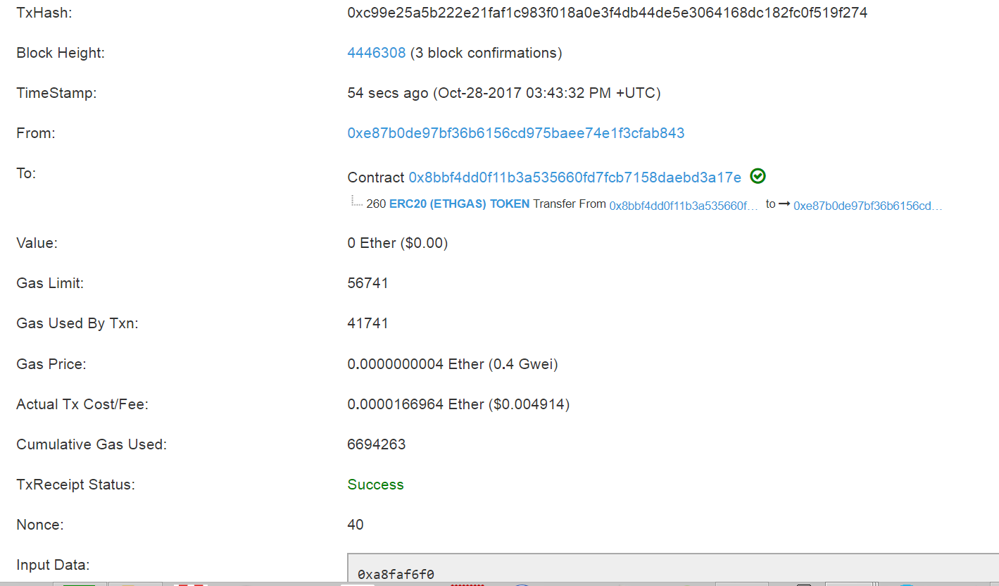 TxHash: 0xc99e25a5b222e21faf1c983f018a0e3f4db44de5e3064168dc182fc0f519f274
Block Height: 4446308 (3 block confirmations)
TimeStamp: 54 secs ago (Oct-28-2017 03:43:32 PM +UTC)
From: 0xe87b0de97bf36b6156cd975baee74e1f3cfab843
To: Contract 0x8bbf4dd0f11b3a535660fd7fcb7158daebd3a17e
260 ERC20 (ETHGAS) TOKEN Transfer From 0x8bbf4dd0f11b3a535660f... to → 0xe87b0de97bf36b6156cd...
Value: 0 Ether ($0.00)
Gas Limit: 56741
Gas Used By Txn: 41741
Gas Price: 0.0000000004 Ether (0.4 Gwei)
Actual Tx Cost/Fee: 0.0000166964 Ether ($0.004914)
Cumulative Gas Used: 6694263
TxReceipt Status: Success
Nonce: 40
Input Data: 0xa8faf6f0